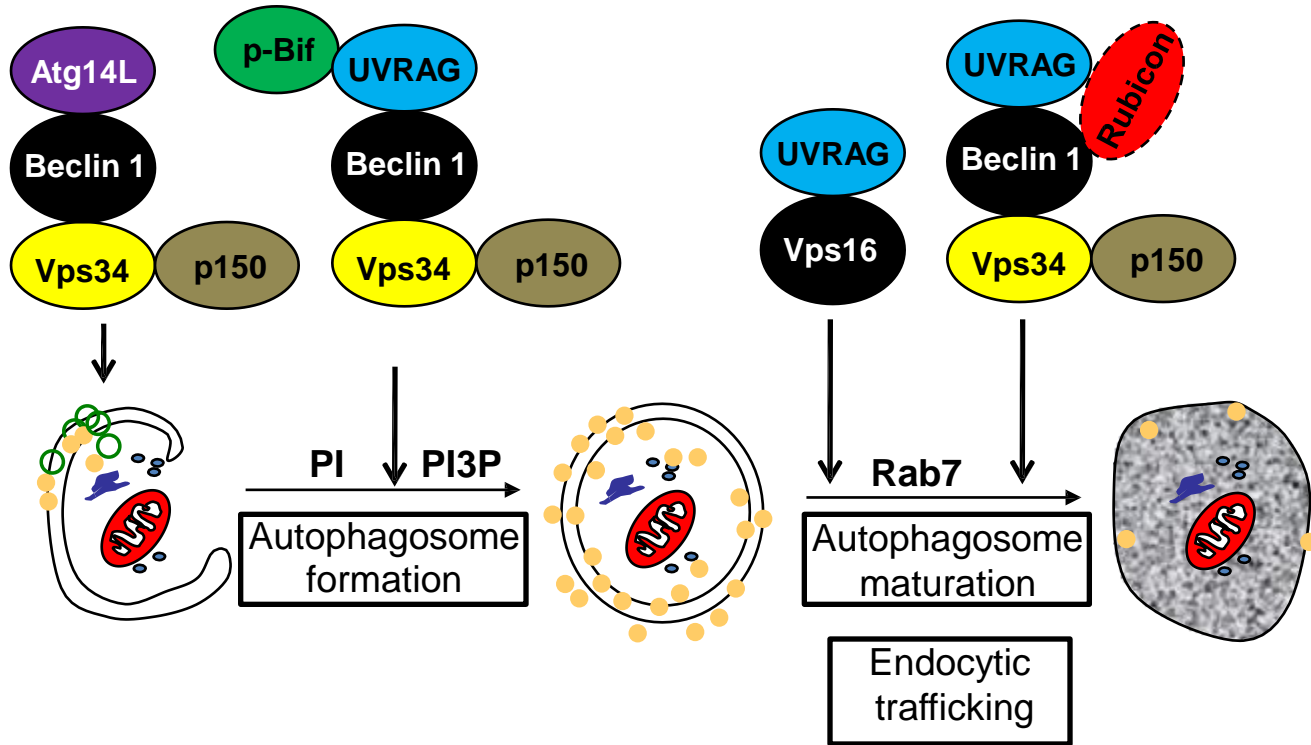 Atg14L
Beclin 1
Vps34
p150
p-Bif
UVRAG
Beclin 1
Vps34
p150
UVRAG
Vps16
UVRAG
Rubicon
Beclin 1
Vps34
p150
PI
PI3P
Autophagosome
formation
Rab7
Autophagosome
maturation
Endocytic
trafficking